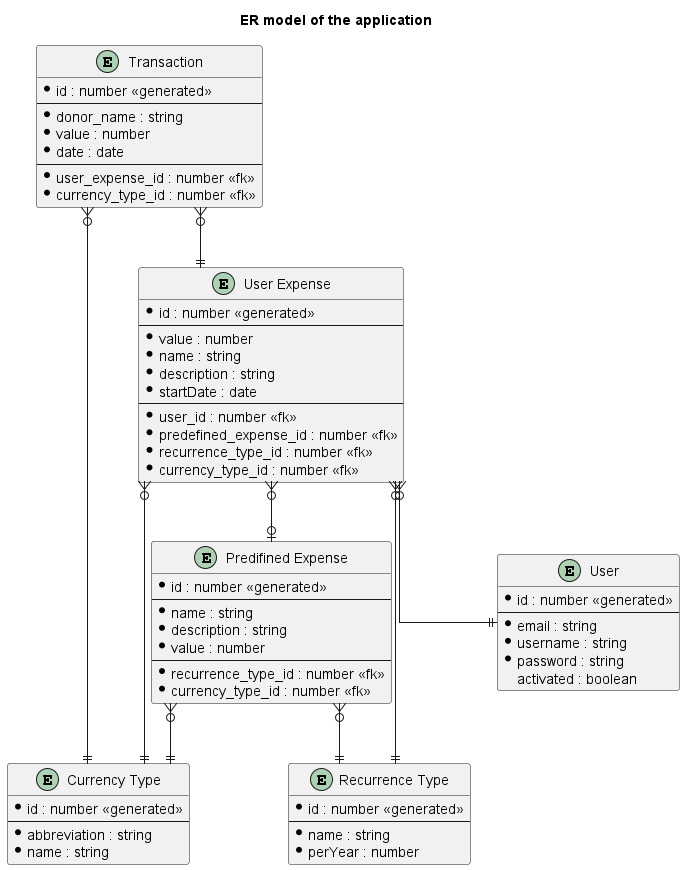 ER model of the application
E Transaction
id : number «generated»
donor_name : string
value : number
date : date
user_expense_id : number «fk»
currency_type_id : number «fk»
E User Expense
id : number «generated»
value : number
name : string
description : string
startDate : date
user_id : number «fk»
predefined_expense_id : number «fk»
recurrence_type_id : number «fk»
currency_type_id : number «fk»
E Predifined Expense
id : number «generated»
name : string
description : string
value : number
recurrence_type_id : number «fk»
currency_type_id : number «fk»
E User
id : number «generated»
email : string
username : string
password : string
activated : boolean
E Currency Type
id : number «generated»
abbreviation : string
name : string
E Recurrence Type
id : number «generated»
name : string
perYear : number